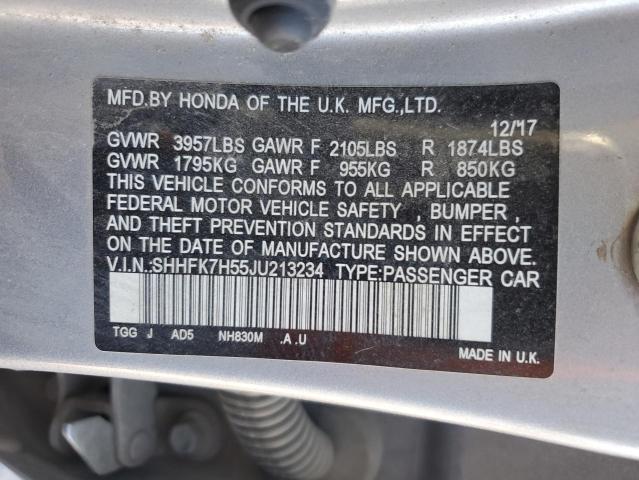 MFD.BY HONDA OF THE U.K. MFG.,LTD.
12/17
GVWR 3957LBS GAWR F 2105LBS R 1874LBS
GVWR 1795KG GAWR F 955KG R 850KG
THIS VEHICLE CONFORMS TO ALL APPLICABLE
FEDERAL MOTOR VEHICLE SAFETY , BUMPER ,
AND THEFT PREVENTION STANDARDS IN EFFECT
ON THE DATE OF MANUFACTURE SHOWN ABOVE.
V.I.N.:SHHFK7H55JU213234 TYPE:PASSENGER CAR
TGG J AD5 NH830M .A .U
MADE IN U.K.